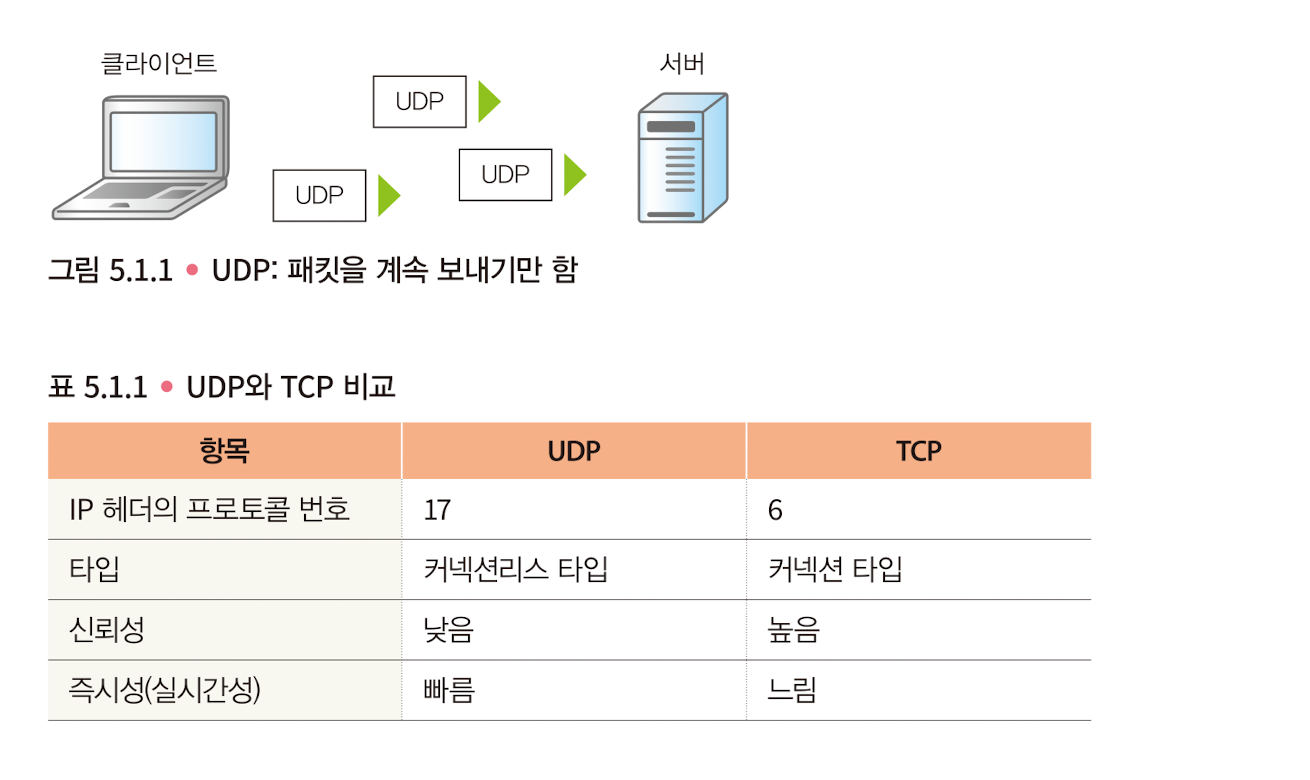 클라이언트
서버
UDP
UDP
UDP
그림 5.1.1 • UDP: 패킷을 계속 보내기만 함
표 5.1.1 • UDP와 TCP 비교
항목 UDP TCP
IP 헤더의 프로토콜 번호 17 6
타입 커넥션리스 타입 커넥션 타입
신뢰성 낮음 높음
즉시성(실시간성) 빠름 느림